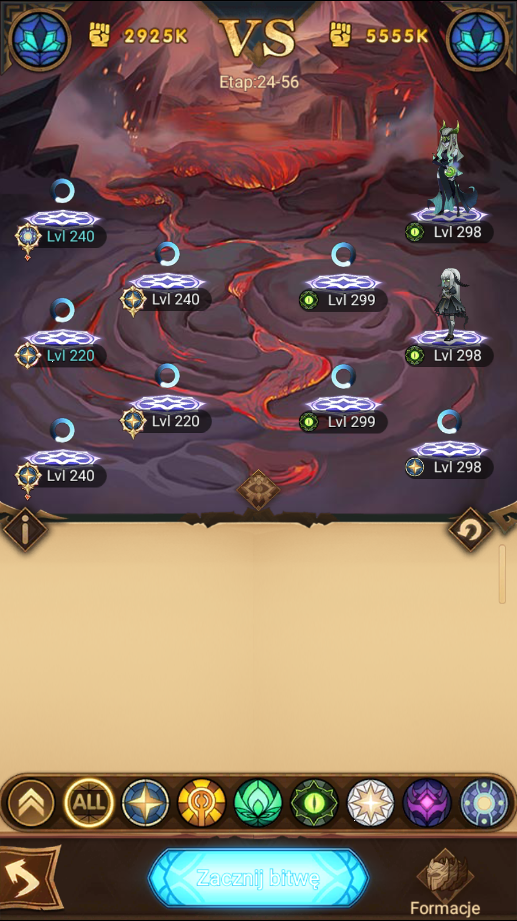 2925K VS 5555K
Etap:24-56
Lvl 240 Lvl 298
Lvl 240 Lvl 299
Lvl 220 Lvl 298
Lvl 220 Lvl 299
Lvl 240 Lvl 298
ALL
Zacznij bitwę
Formacje